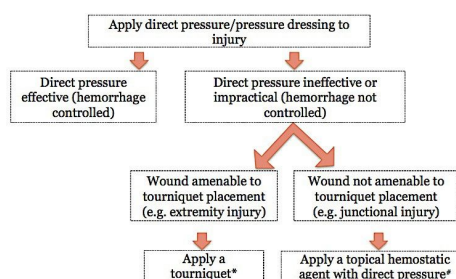 Apply direct pressure/pressure dressing to
injury
Direct pressure
effective (hemorrhage
controlled)
Direct pressure ineffective or
impractical (hemorrhage not
controlled)
Wound amenable to
tourniquet placement
(e.g. extremity injury)
Wound not amenable to
tourniquet placement
(e.g. junctional injury)
Apply a
tourniquet*
Apply a topical hemostatic
agent with direct pressure#